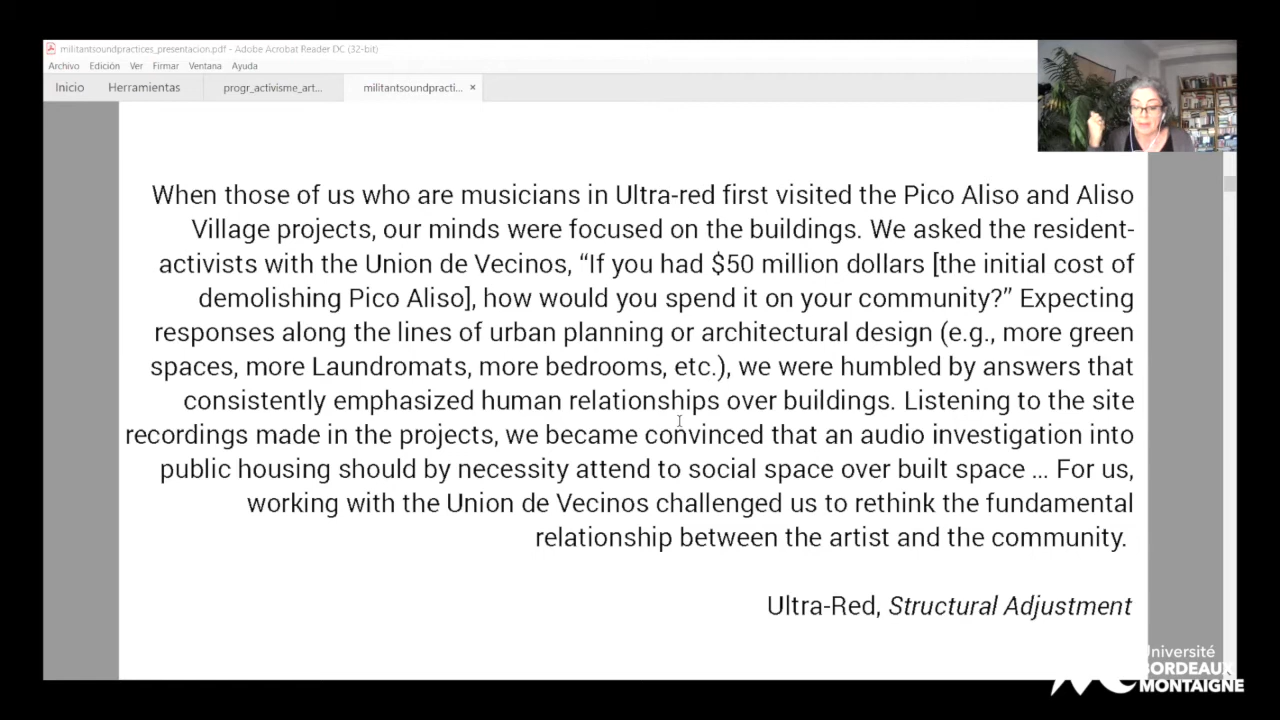 militantsoundpractices_presentacion.pdf - Adobe Acrobat Reader DC (32-bit)
Archivo Edición Ver Firmar Ventana Ayuda
Inicio Herramientas progr_activisme_art... militantsoundpracti... ×
When those of us who are musicians in Ultra-red first visited the Pico Aliso and Aliso
Village projects, our minds were focused on the buildings. We asked the resident-
activists with the Union de Vecinos, “If you had $50 million dollars [the initial cost of
demolishing Pico Aliso], how would you spend it on your community?” Expecting
responses along the lines of urban planning or architectural design (e.g., more green
spaces, more Laundromats, more bedrooms, etc.), we were humbled by answers that
consistently emphasized human relationships over buildings. Listening to the site
recordings made in the projects, we became convinced that an audio investigation into
public housing should by necessity attend to social space over built space ... For us,
working with the Union de Vecinos challenged us to rethink the fundamental
relationship between the artist and the community.
Ultra-Red, Structural Adjustment
Université
BORDEAUX
MONTAIGNE